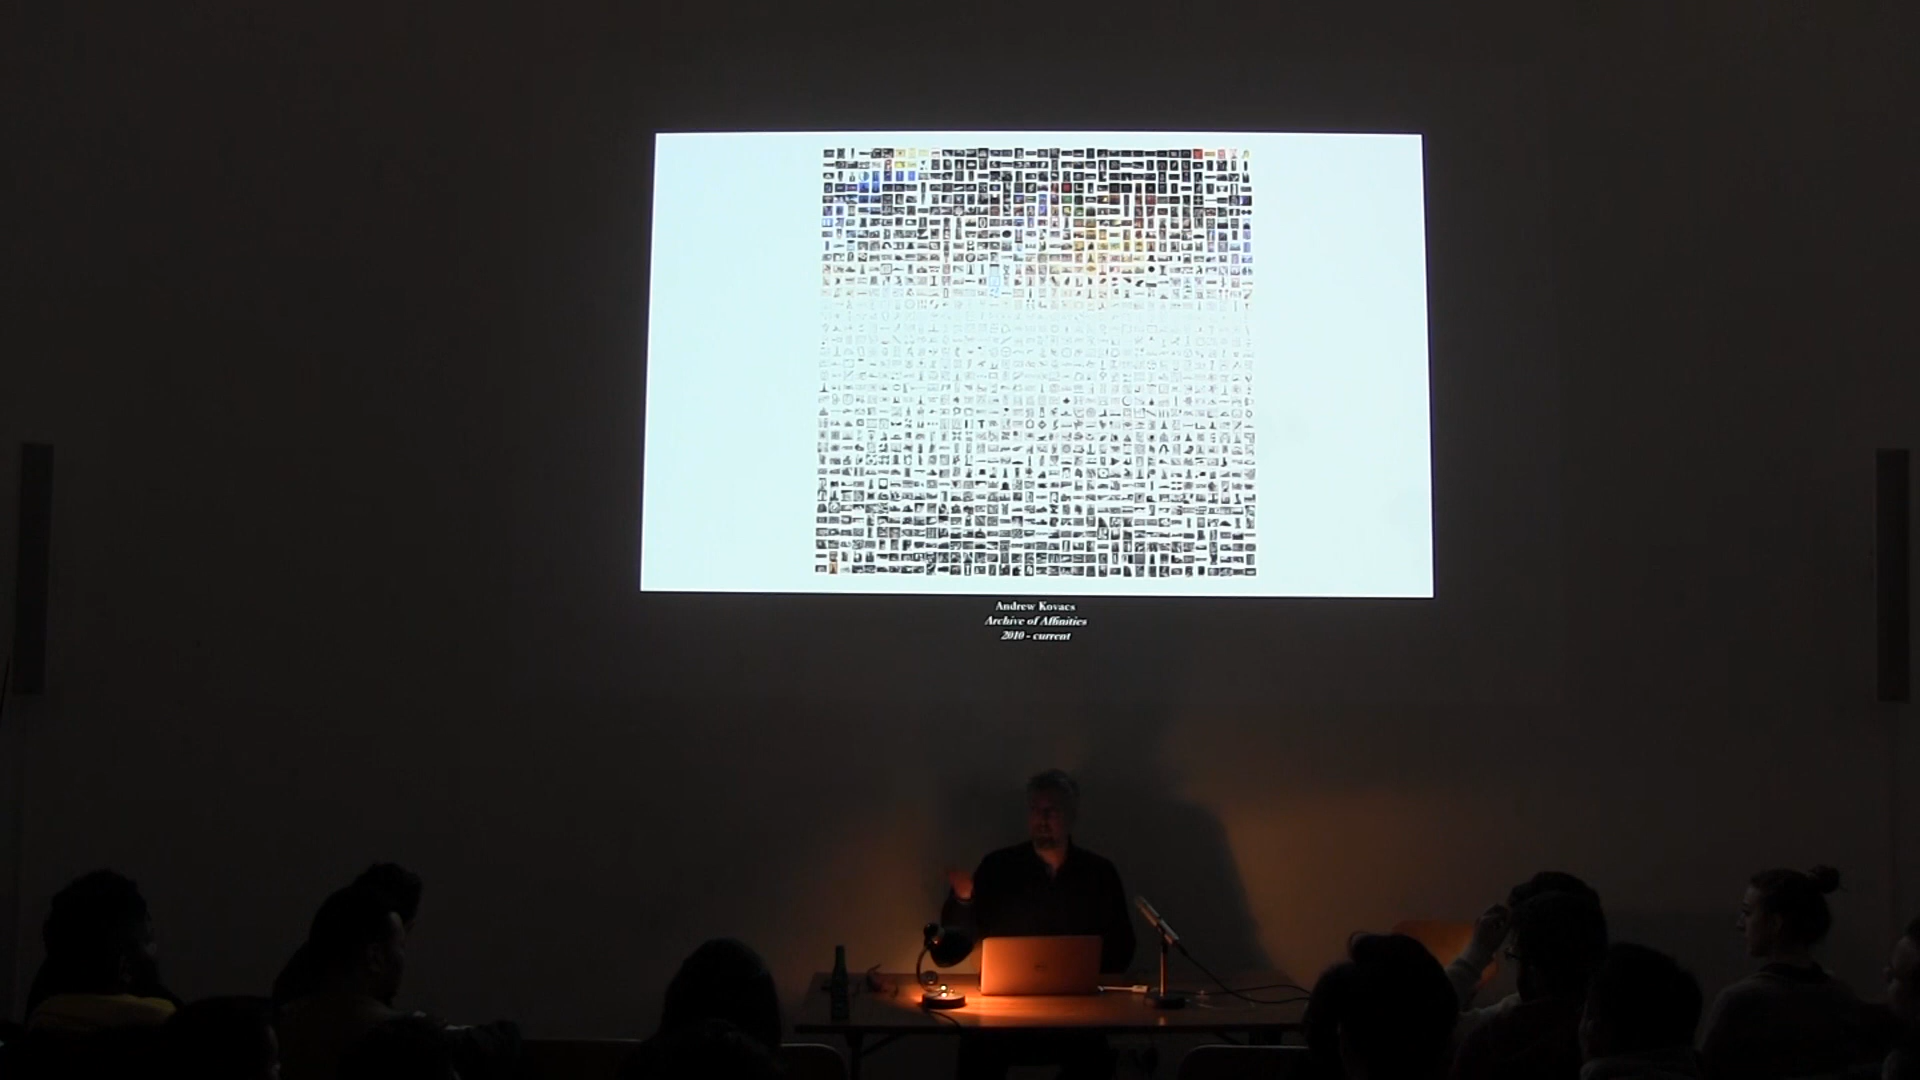 Andrew Kovacs
Archive of Affinities
2010 - current